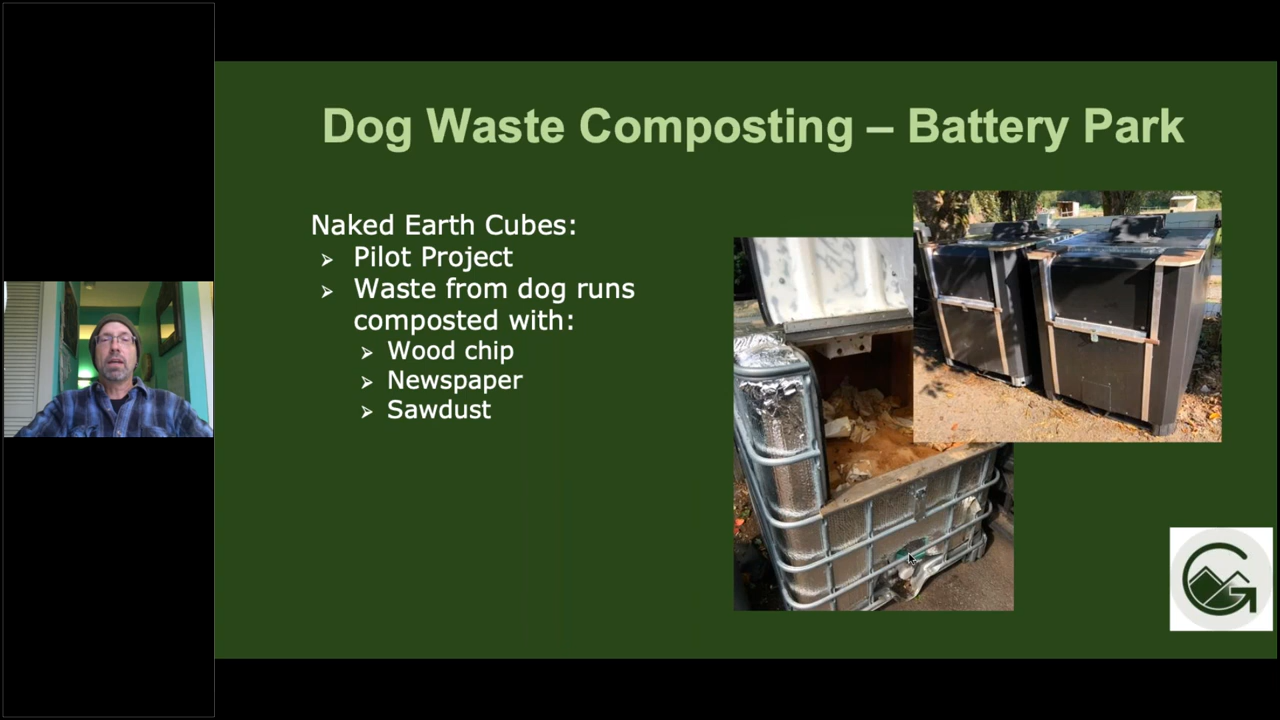 Dog Waste Composting – Battery Park
Naked Earth Cubes:
Pilot Project
Waste from dog runs
composted with:
Wood chip
Newspaper
Sawdust